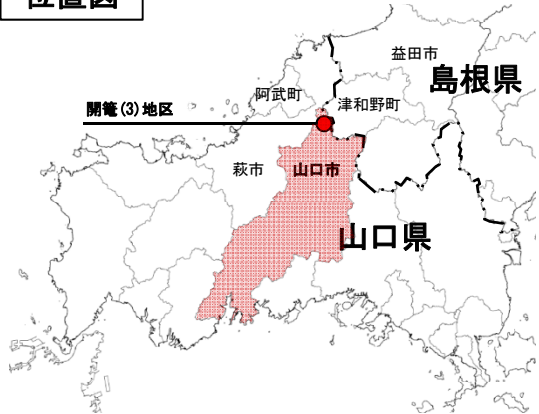 位置図
益田市
島根県
阿武町
津和野町
開篭(3)地区
萩市
山口市
山口県